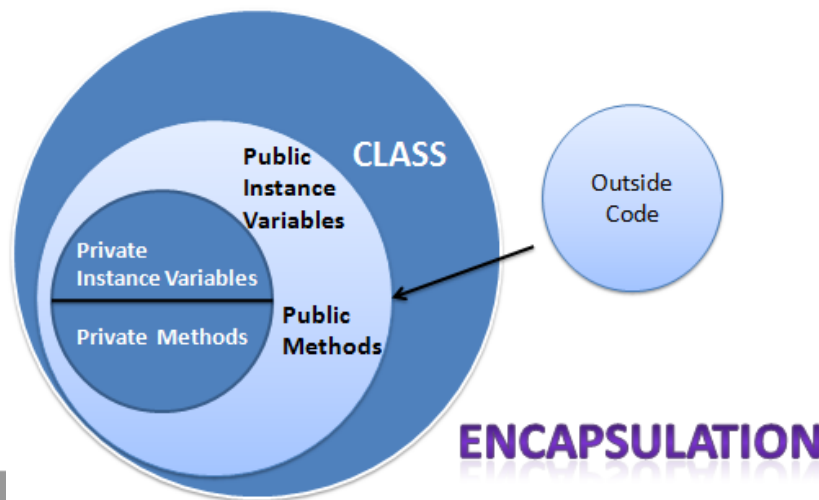 CLASS
Public
Instance
Variables
Private
Instance Variables
Private Methods
Public
Methods
Outside
Code
ENCAPSULATION